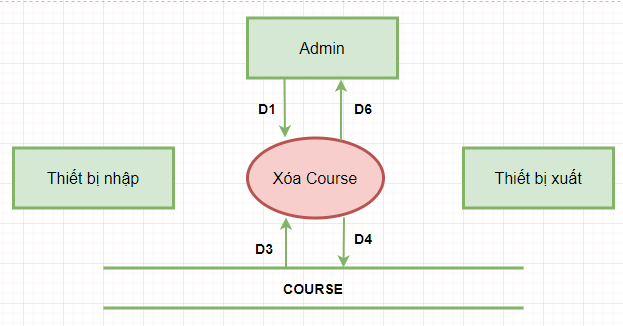 Admin
D1
D6
Thiết bị nhập
Xóa Course
Thiết bị xuất
D3
D4
COURSE